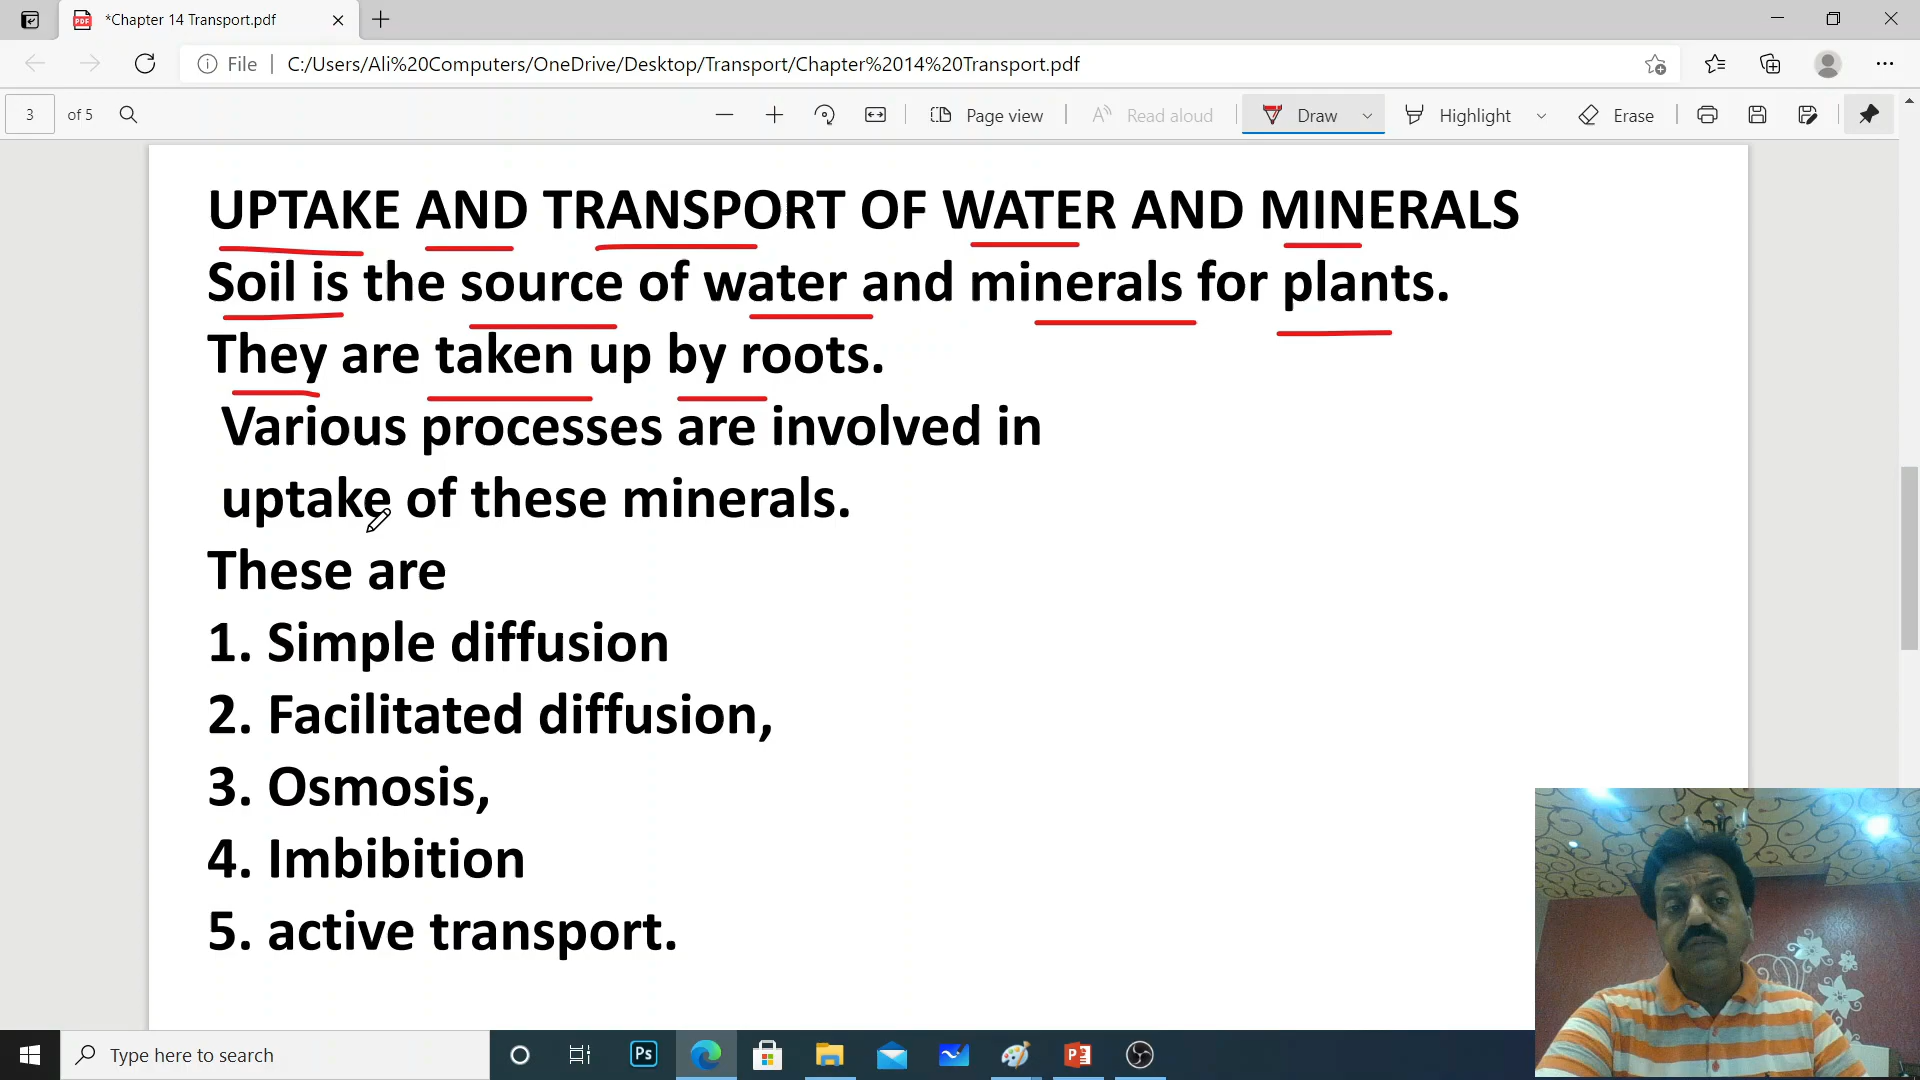 *Chapter 14 Transport.pdf
File
C:/Users/Ali%20Computers/OneDrive/Desktop/Transport/Chapter%2014%20Transport.pdf
3 of 5
Page view
Read aloud
Draw
Highlight
Erase
UPTAKE AND TRANSPORT OF WATER AND MINERALS
Soil is the source of water and minerals for plants.
They are taken up by roots.
Various processes are involved in
uptake of these minerals.
These are
1. Simple diffusion
2. Facilitated diffusion,
3. Osmosis,
4. Imbibition
5. active transport.
Type here to search
Ps